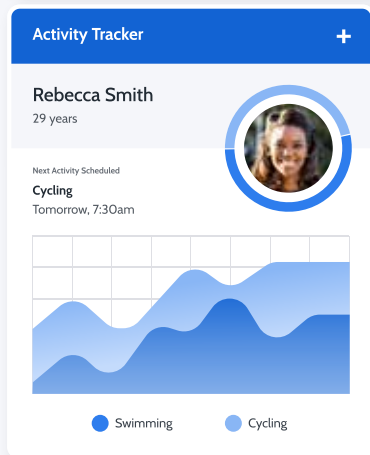 Activity Tracker +
Rebecca Smith
29 years
Next Activity Scheduled
Cycling
Tomorrow, 7:30am
Swimming
Cycling